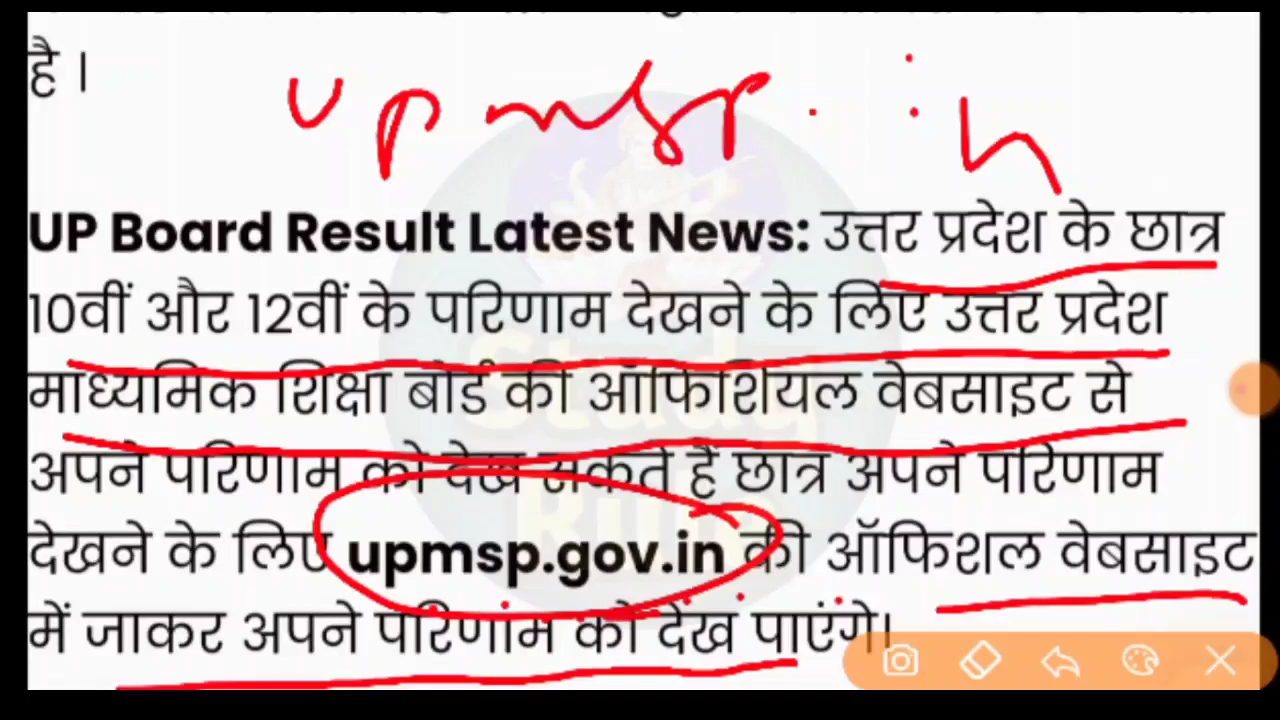 है।
upmsp. in
UP Board Result Latest News: उत्तर प्रदेश के छात्र
10वीं और 12वीं के परिणाम देखने के लिए उत्तर प्रदेश
माध्यमिक शिक्षा बोर्ड की ऑफिशियल वेबसाइट से
अपने परिणाम को देख सकते हैं छात्र अपने परिणाम
देखने के लिए upmsp.gov.in की ऑफिशल वेबसाइट
में जाकर अपने परिणाम को देख पाएंगे।
Study